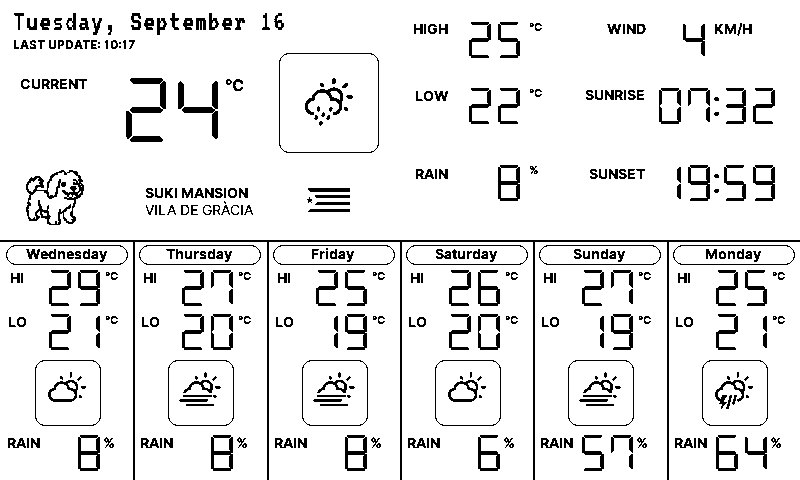 Tuesday, September 16
LAST UPDATE: 10:17
CURRENT 24 °C
HIGH 25 °C
WIND 4 KM/H
LOW 22 °C
SUNRISE 07:32
RAIN 8 %
SUNSET 19:59
SUKI MANSION
VILA DE GRÀCIA
Wednesday
HI 29 °C
LO 21 °C
RAIN 8 %
Thursday
HI 27 °C
LO 20 °C
RAIN 8 %
Friday
HI 25 °C
LO 19 °C
RAIN 8 %
Saturday
HI 26 °C
LO 20 °C
RAIN 6 %
Sunday
HI 27 °C
LO 19 °C
RAIN 57 %
Monday
HI 25 °C
LO 21 °C
RAIN 64 %